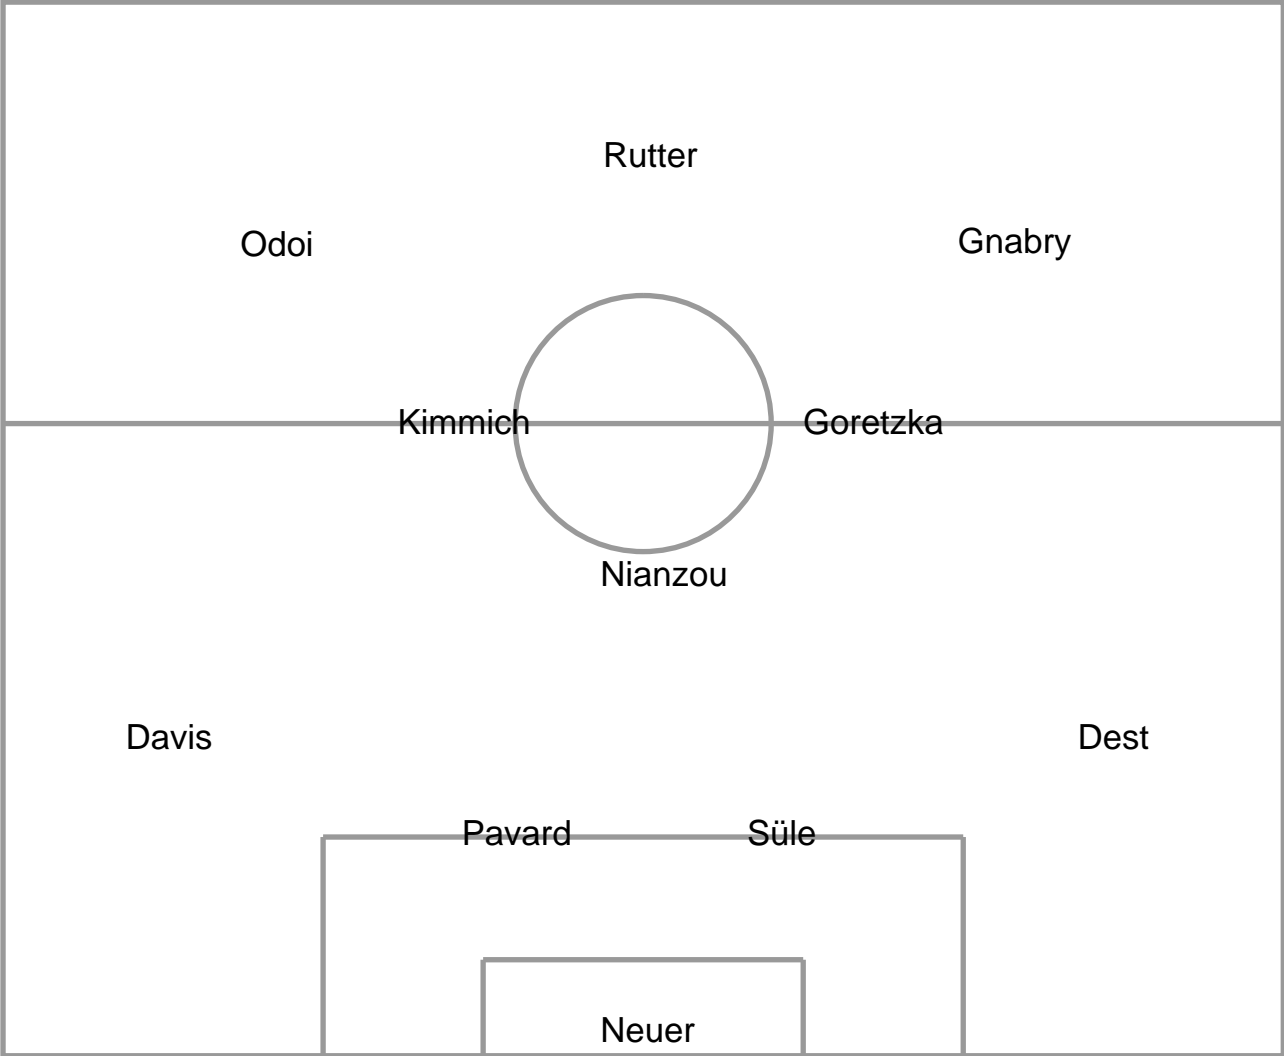 Rutter
Odoi
Gnabry
Kimmich
Goretzka
Nianzou
Davis
Dest
Pavard
Süle
Neuer